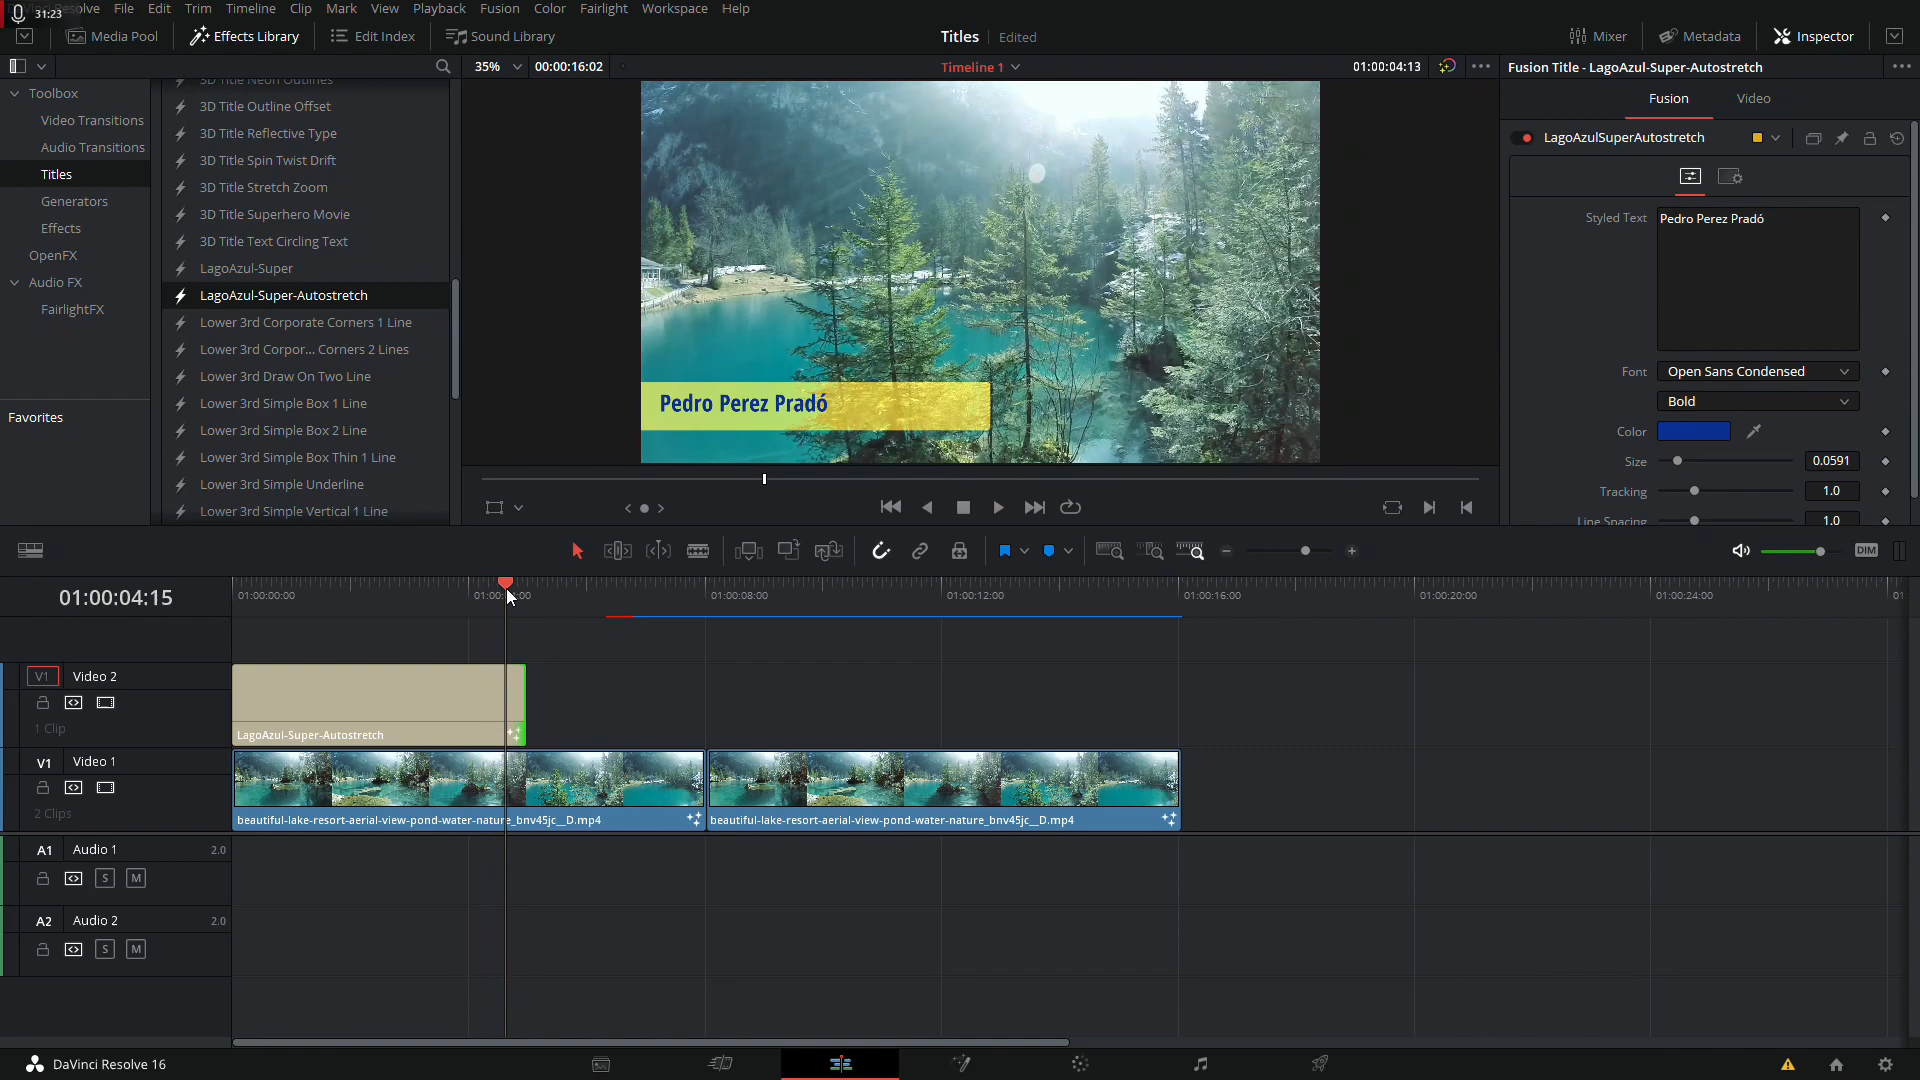 31:23
DaVinci Resolve File Edit Trim Timeline Clip Mark View Playback Fusion Color Fairlight Workspace Help
Media Pool Effects Library Edit Index Sound Library Titles Edited Mixer Metadata Inspector
35% 00:00:16:02 Timeline 1 01:00:04:13 Fusion Title - LagoAzul-Super-Autostretch
Toolbox
Video Transitions
Audio Transitions
Titles
Generators
Effects
OpenFX
Audio FX
FairlightFX
Favorites
3D Title Neon Outlines
3D Title Outline Offset
3D Title Reflective Type
3D Title Spin Twist Drift
3D Title Stretch Zoom
3D Title Superhero Movie
3D Title Text Circling Text
LagoAzul-Super
LagoAzul-Super-Autostretch
Lower 3rd Corporate Corners 1 Line
Lower 3rd Corpor... Corners 2 Lines
Lower 3rd Draw On Two Line
Lower 3rd Simple Box 1 Line
Lower 3rd Simple Box 2 Line
Lower 3rd Simple Box Thin 1 Line
Lower 3rd Simple Underline
Lower 3rd Simple Vertical 1 Line
Pedro Perez Pradó
Fusion Video
LagoAzulSuperAutostretch
Styled Text Pedro Perez Pradó
Font Open Sans Condensed
Bold
Color
Size 0.0591
Tracking 1.0
Line Spacing 1.0
DIM
01:00:04:15
01:00:00:00 01:00:08:00 01:00:12:00 01:00:16:00 01:00:20:00 01:00:24:00
V1 Video 2
1 Clip
LagoAzul-Super-Autostretch
V1 Video 1
2 Clips
beautiful-lake-resort-aerial-view-pond-water-nature_bnv45jc__D.mp4 beautiful-lake-resort-aerial-view-pond-water-nature_bnv45jc__D.mp4
A1 Audio 1 2.0
S M
A2 Audio 2 2.0
S M
DaVinci Resolve 16